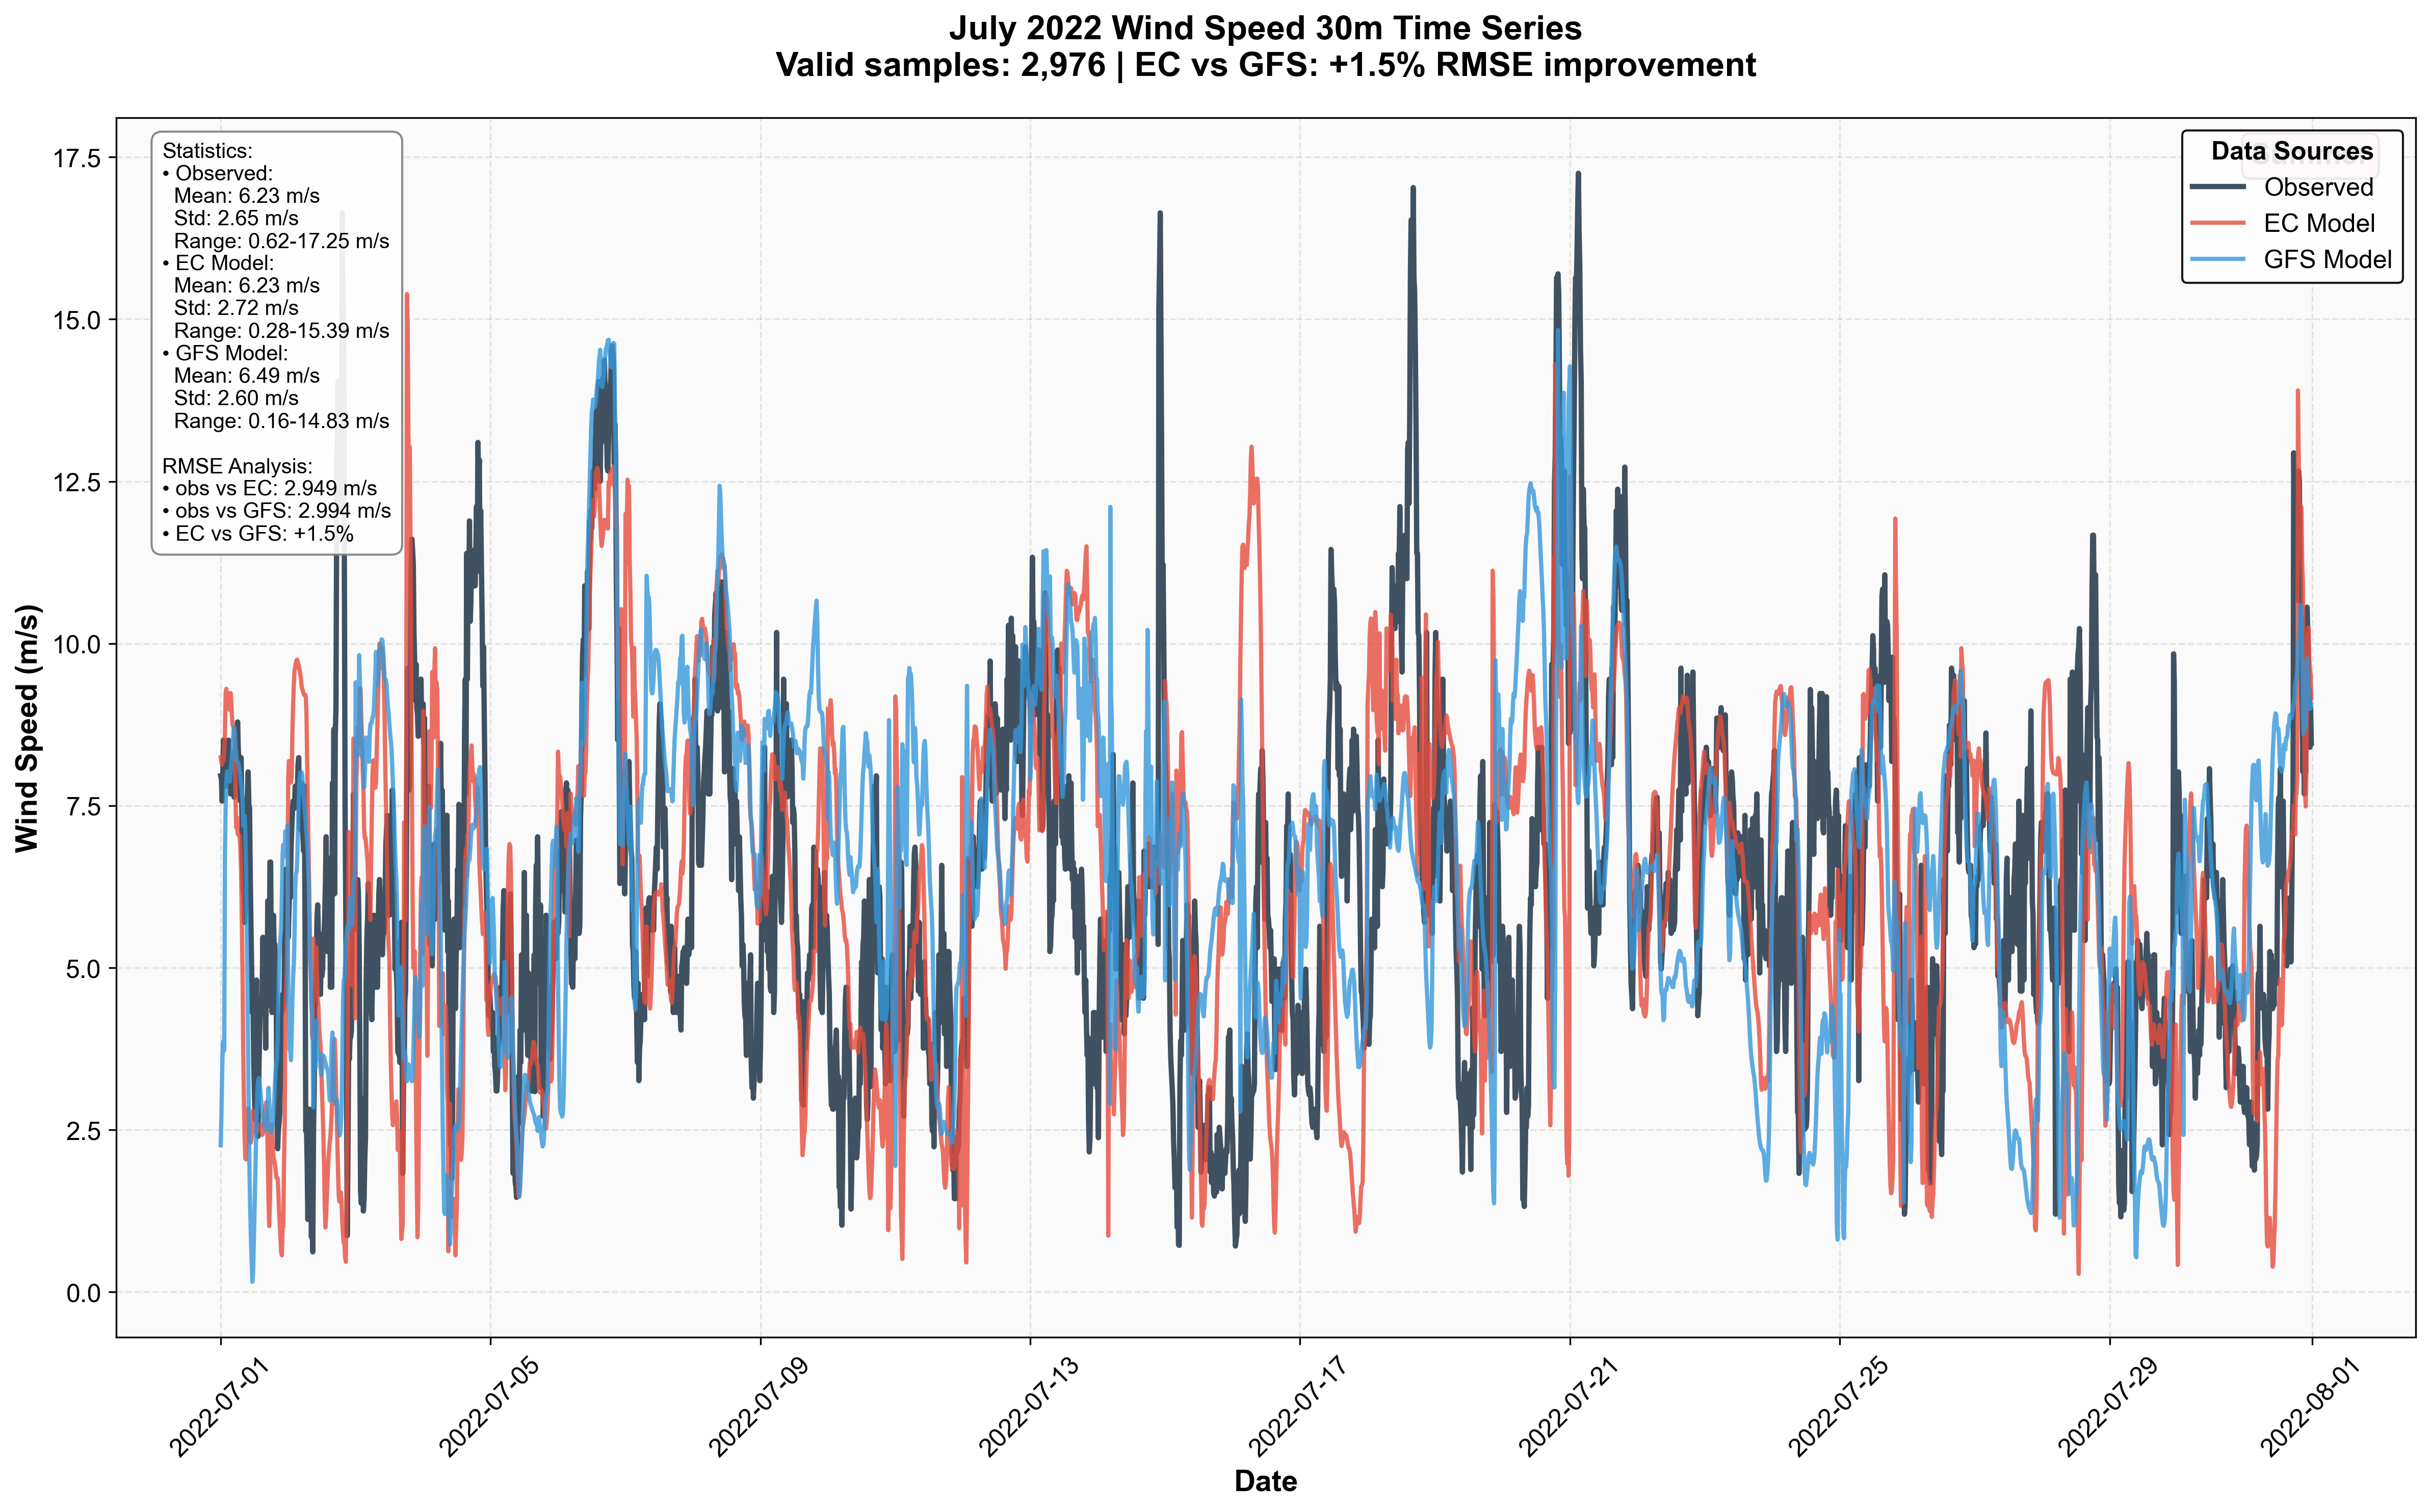 July 2022 Wind Speed 30m Time Series
Valid samples: 2,976 | EC vs GFS: +1.5% RMSE improvement
Statistics:
• Observed:
Mean: 6.23 m/s
Std: 2.65 m/s
Range: 0.62-17.25 m/s
• EC Model:
Mean: 6.23 m/s
Std: 2.72 m/s
Range: 0.28-15.39 m/s
• GFS Model:
Mean: 6.49 m/s
Std: 2.60 m/s
Range: 0.16-14.83 m/s
RMSE Analysis:
• obs vs EC: 2.949 m/s
• obs vs GFS: 2.994 m/s
• EC vs GFS: +1.5%
Data Sources
Observed
EC Model
GFS Model
Wind Speed (m/s)
17.5
15.0
12.5
10.0
7.5
5.0
2.5
0.0
2022-07-01
2022-07-05
2022-07-09
2022-07-13
2022-07-17
2022-07-21
2022-07-25
2022-07-29
2022-08-01
Date